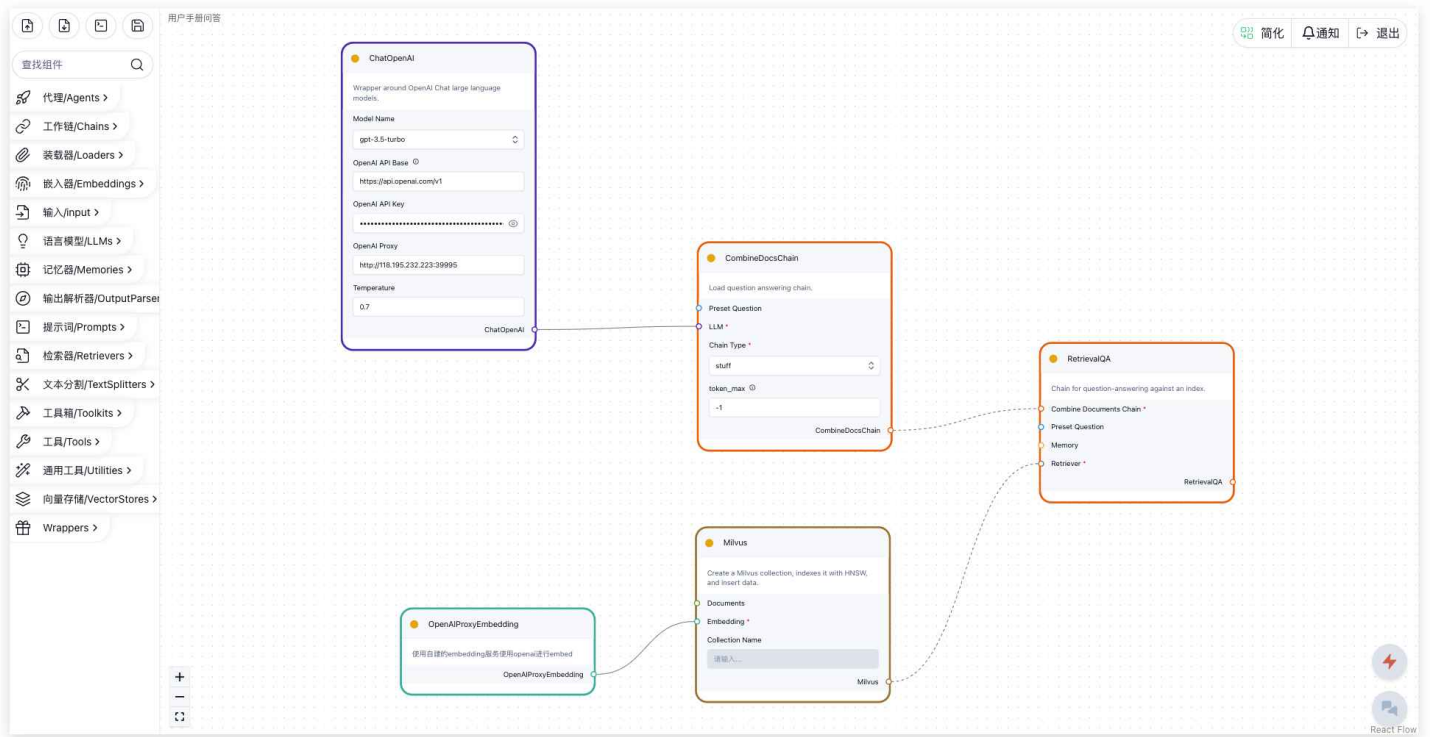 用户手册问答
简化
通知
退出
查找组件
代理/Agents
工作链/Chains
装载器/Loaders
嵌入器/Embeddings
输入/input
语言模型/LLMs
记忆器/Memories
输出解析器/OutputParser
提示词/Prompts
检索器/Retrievers
文本分割/TextSplitters
工具箱/Toolkits
工具/Tools
通用工具/Utilities
向量存储/VectorStores
Wrappers
ChatOpenAI
Wrapper around OpenAI Chat large language
models.
Model Name
gpt-3.5-turbo
OpenAI API Base
https://api.openai.com/v1
OpenAI API Key
OpenAI Proxy
http://118.195.232.223:39995
Temperature
0.7
ChatOpenAI
CombineDocsChain
Load question answering chain.
Preset Question
LLM *
Chain Type *
stuff
token_max
-1
CombineDocsChain
RetrievalQA
Chain for question-answering against an index.
Combine Documents Chain *
Preset Question
Memory
Retriever *
RetrievalQA
OpenAIProxyEmbedding
使用自建的embedding服务使用openai进行embed
OpenAIProxyEmbedding
Milvus
Create a Milvus collection, indexes it with HNSW,
and insert data.
Documents
Embedding *
Collection Name
请输入...
Milvus
React Flow